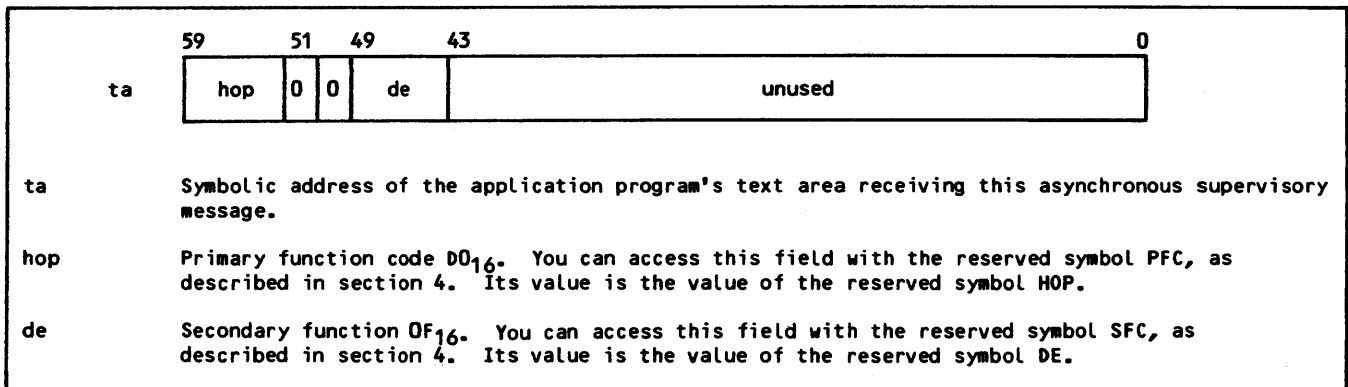 59 51 49 43 0
ta hop 0 0 de unused
ta Symbolic address of the application program's text area receiving this asynchronous supervisory
message.
hop Primary function code D0₁₆. You can access this field with the reserved symbol PFC, as
described in section 4. Its value is the value of the reserved symbol HOP.
de Secondary function 0F₁₆. You can access this field with the reserved symbol SFC, as
described in section 4. Its value is the value of the reserved symbol DE.